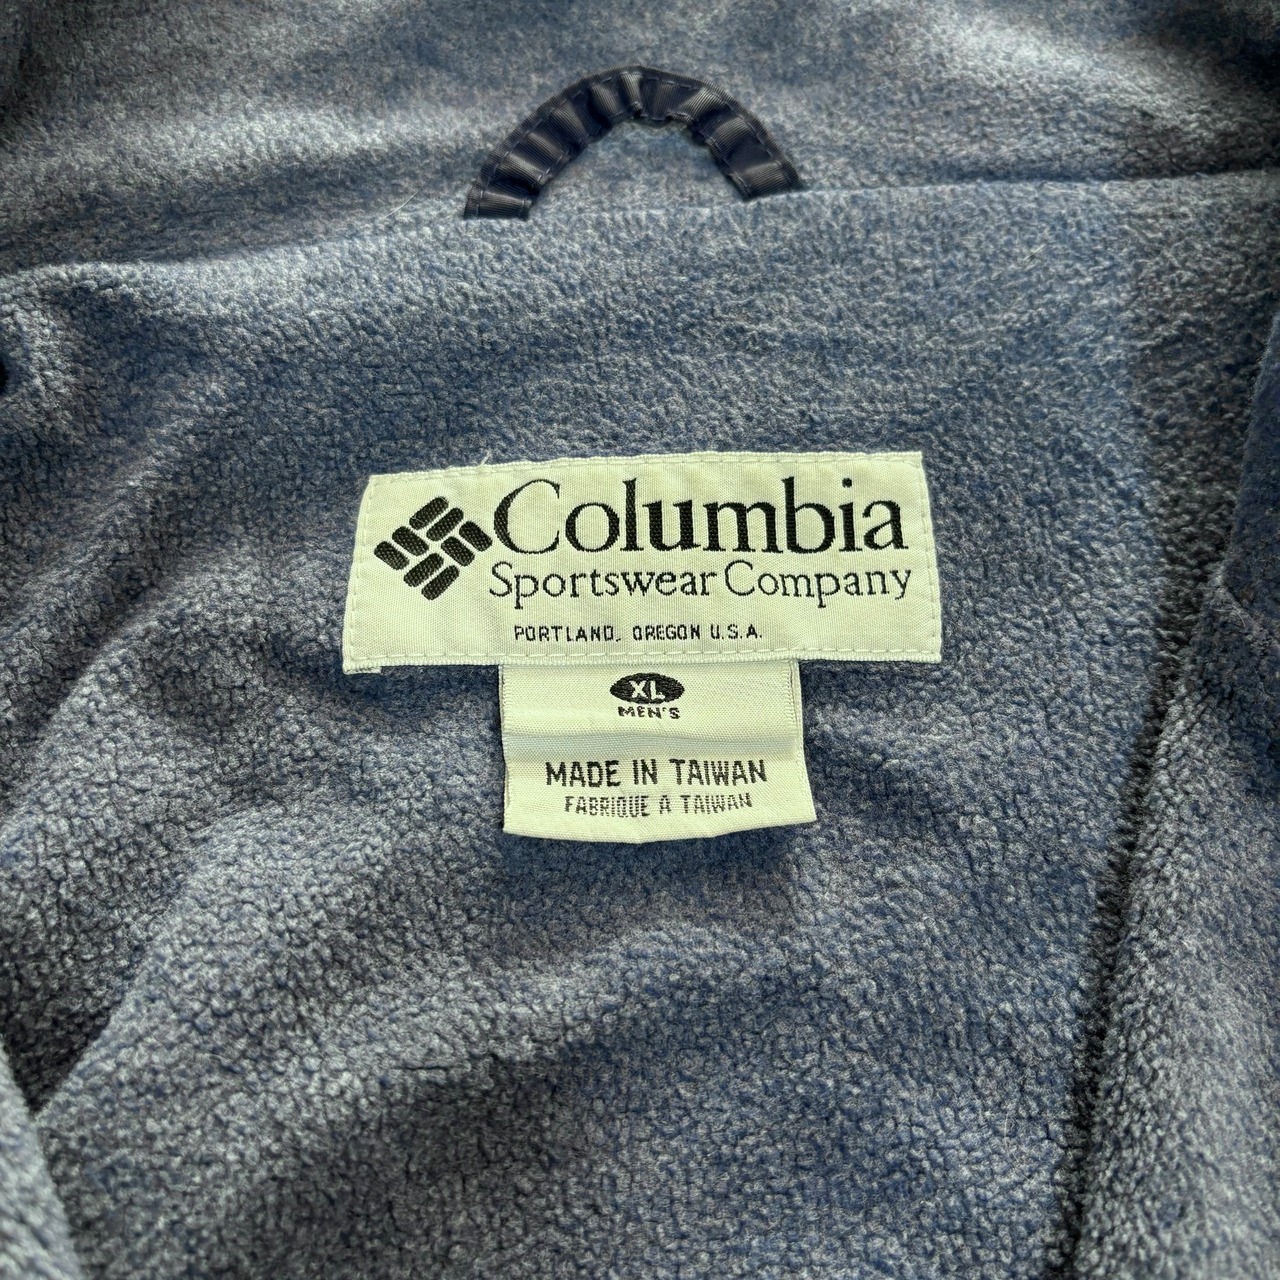 Columbia
Sportswear Company
PORTLAND, OREGON U.S.A.
XL
MEN'S
MADE IN TAIWAN
FABRIQUE A TAIWAN